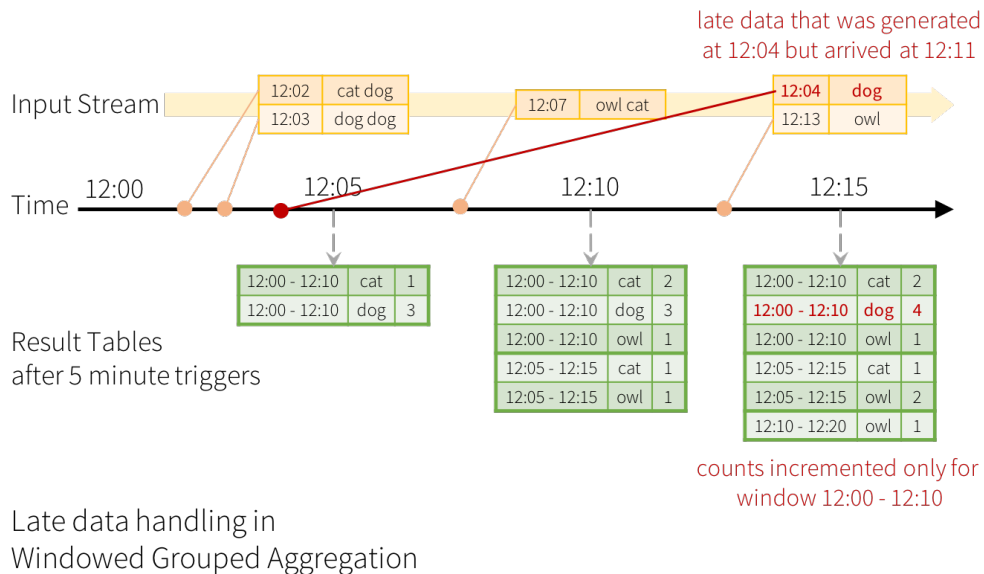 late data that was generated
at 12:04 but arrived at 12:11
Input Stream
12:02 cat dog
12:03 dog dog
12:07 owl cat
12:04 dog
12:13 owl
Time
12:00
12:05
12:10
12:15
12:00 - 12:10 cat 1
12:00 - 12:10 dog 3
12:00 - 12:10 cat 2
12:00 - 12:10 dog 3
12:00 - 12:10 owl 1
12:05 - 12:15 cat 1
12:05 - 12:15 owl 1
12:00 - 12:10 cat 2
12:00 - 12:10 dog 4
12:00 - 12:10 owl 1
12:05 - 12:15 cat 1
12:05 - 12:15 owl 2
12:10 - 12:20 owl 1
Result Tables
after 5 minute triggers
counts incremented only for
window 12:00 - 12:10
Late data handling in
Windowed Grouped Aggregation